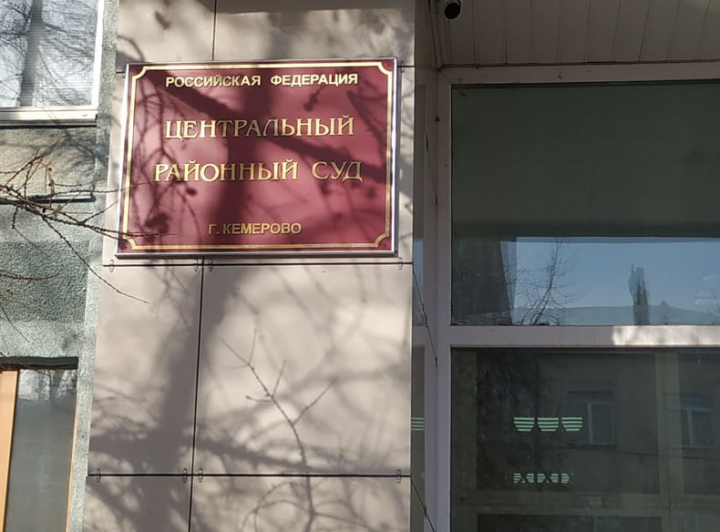 РОССИЙСКАЯ ФЕДЕРАЦИЯ
ЦЕНТРАЛЬНЫЙ
РАЙОННЫЙ СУД
Г. КЕМЕРОВО